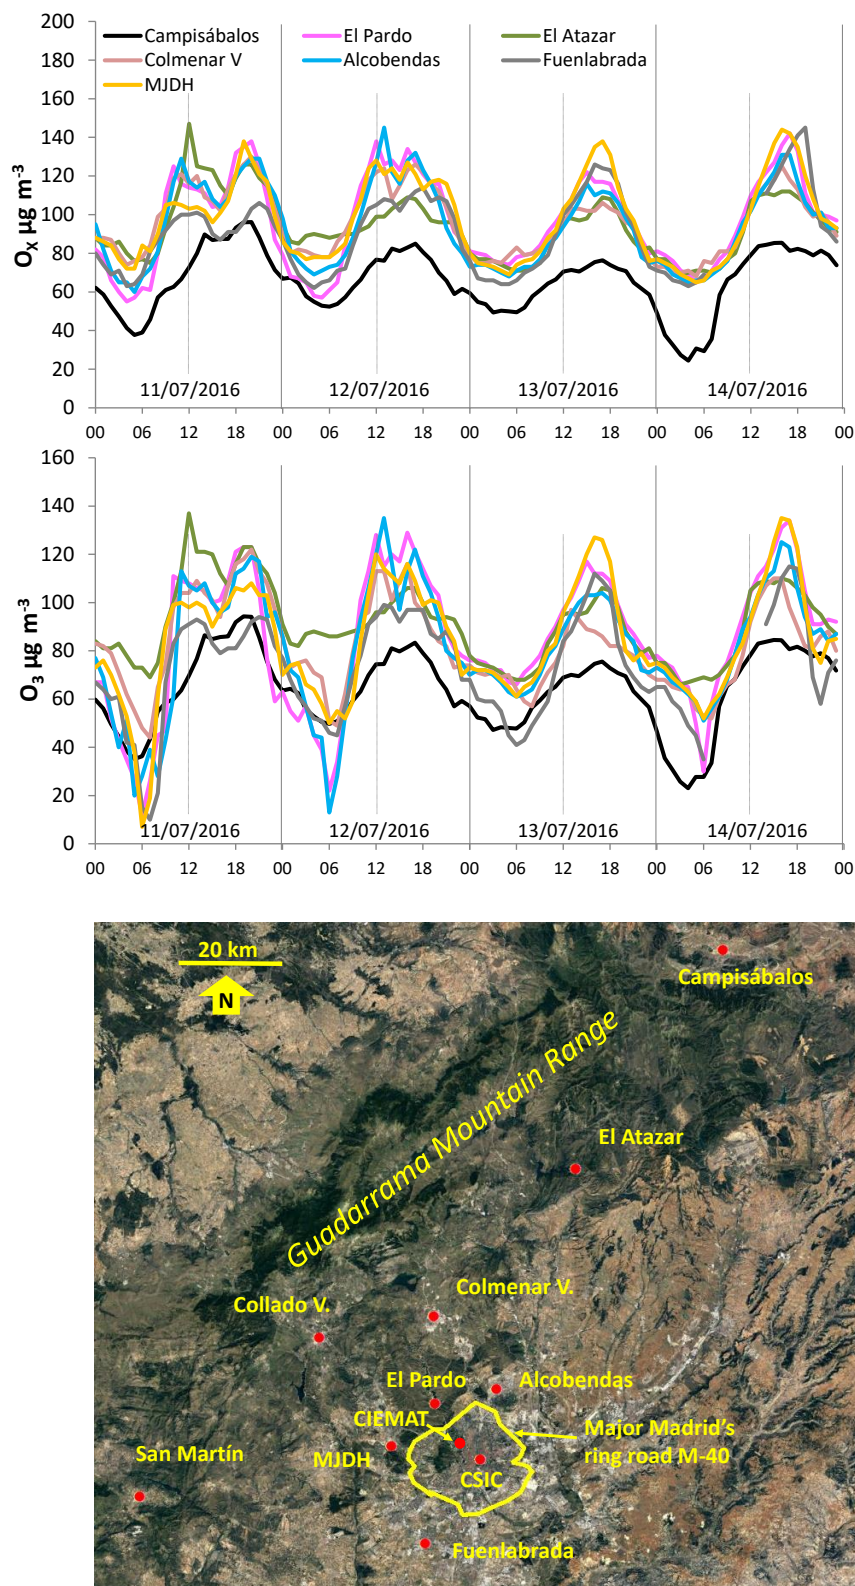 200
180
160
140
120
100
80
60
40
20
0
Oₓ µg m⁻³
Campisábalos
El Pardo
El Atazar
Colmenar V
Alcobendas
Fuenlabrada
MJDH
11/07/2016
12/07/2016
13/07/2016
14/07/2016
00 06 12 18 00 06 12 18 00 06 12 18 00 06 12 18 00
160
140
120
100
80
60
40
20
0
O₃ µg m⁻³
11/07/2016
12/07/2016
13/07/2016
14/07/2016
00 06 12 18 00 06 12 18 00 06 12 18 00 06 12 18 00
20 km
N
Campisábalos
Guadarrama Mountain Range
El Atazar
Colmenar V.
Collado V.
El Pardo
Alcobendas
CIEMAT
Major Madrid's
ring road M-40
San Martín
MJDH
CSIC
Fuenlabrada